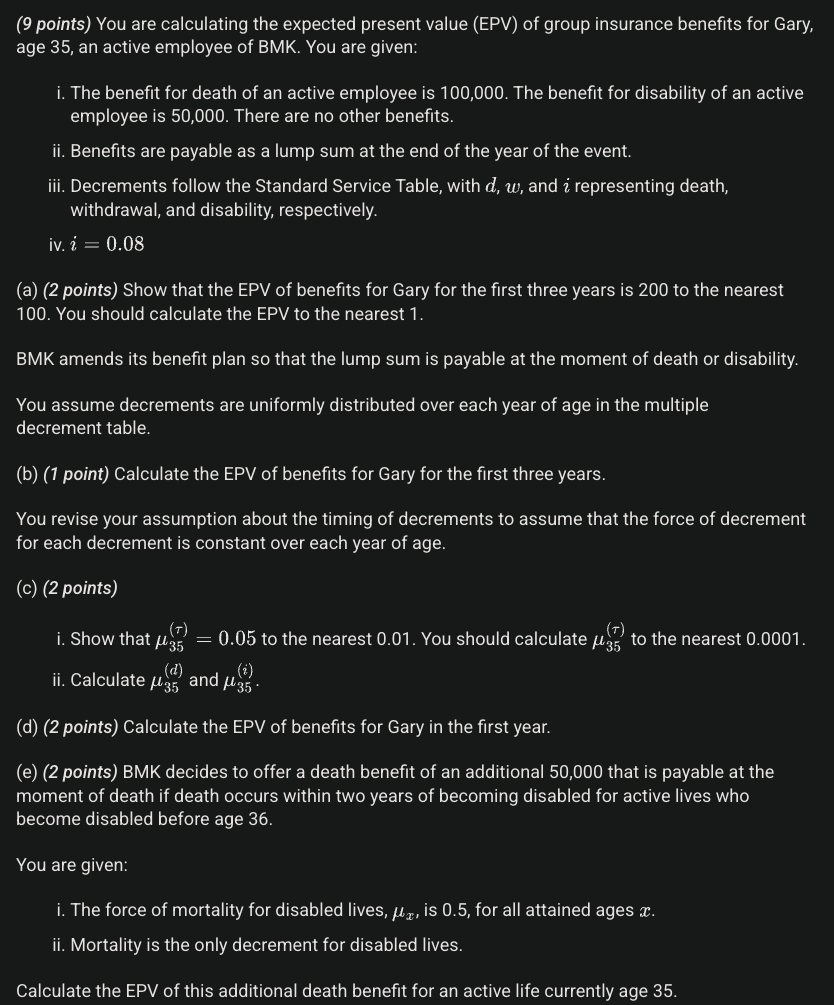 (9 points) You are calculating the expected present value (EPV) of group insurance benefits for Gary,
age 35, an active employee of BMK. You are given:
i. The benefit for death of an active employee is 100,000. The benefit for disability of an active
employee is 50,000. There are no other benefits.
ii. Benefits are payable as a lump sum at the end of the year of the event.
iii. Decrements follow the Standard Service Table, with d, w, and i representing death,
withdrawal, and disability, respectively.
iv. i = 0.08
(a) (2 points) Show that the EPV of benefits for Gary for the first three years is 200 to the nearest
100. You should calculate the EPV to the nearest 1.
BMK amends its benefit plan so that the lump sum is payable at the moment of death or disability.
You assume decrements are uniformly distributed over each year of age in the multiple
decrement table.
(b) (1 point) Calculate the EPV of benefits for Gary for the first three years.
You revise your assumption about the timing of decrements to assume that the force of decrement
for each decrement is constant over each year of age.
(c) (2 points)
i. Show that μ_{35}^{(τ)} = 0.05 to the nearest 0.01. You should calculate μ_{35}^{(τ)} to the nearest 0.0001.
ii. Calculate μ_{35}^{(d)} and μ_{35}^{(i)}.
(d) (2 points) Calculate the EPV of benefits for Gary in the first year.
(e) (2 points) BMK decides to offer a death benefit of an additional 50,000 that is payable at the
moment of death if death occurs within two years of becoming disabled for active lives who
become disabled before age 36.
You are given:
i. The force of mortality for disabled lives, μ_x, is 0.5, for all attained ages x.
ii. Mortality is the only decrement for disabled lives.
Calculate the EPV of this additional death benefit for an active life currently age 35.